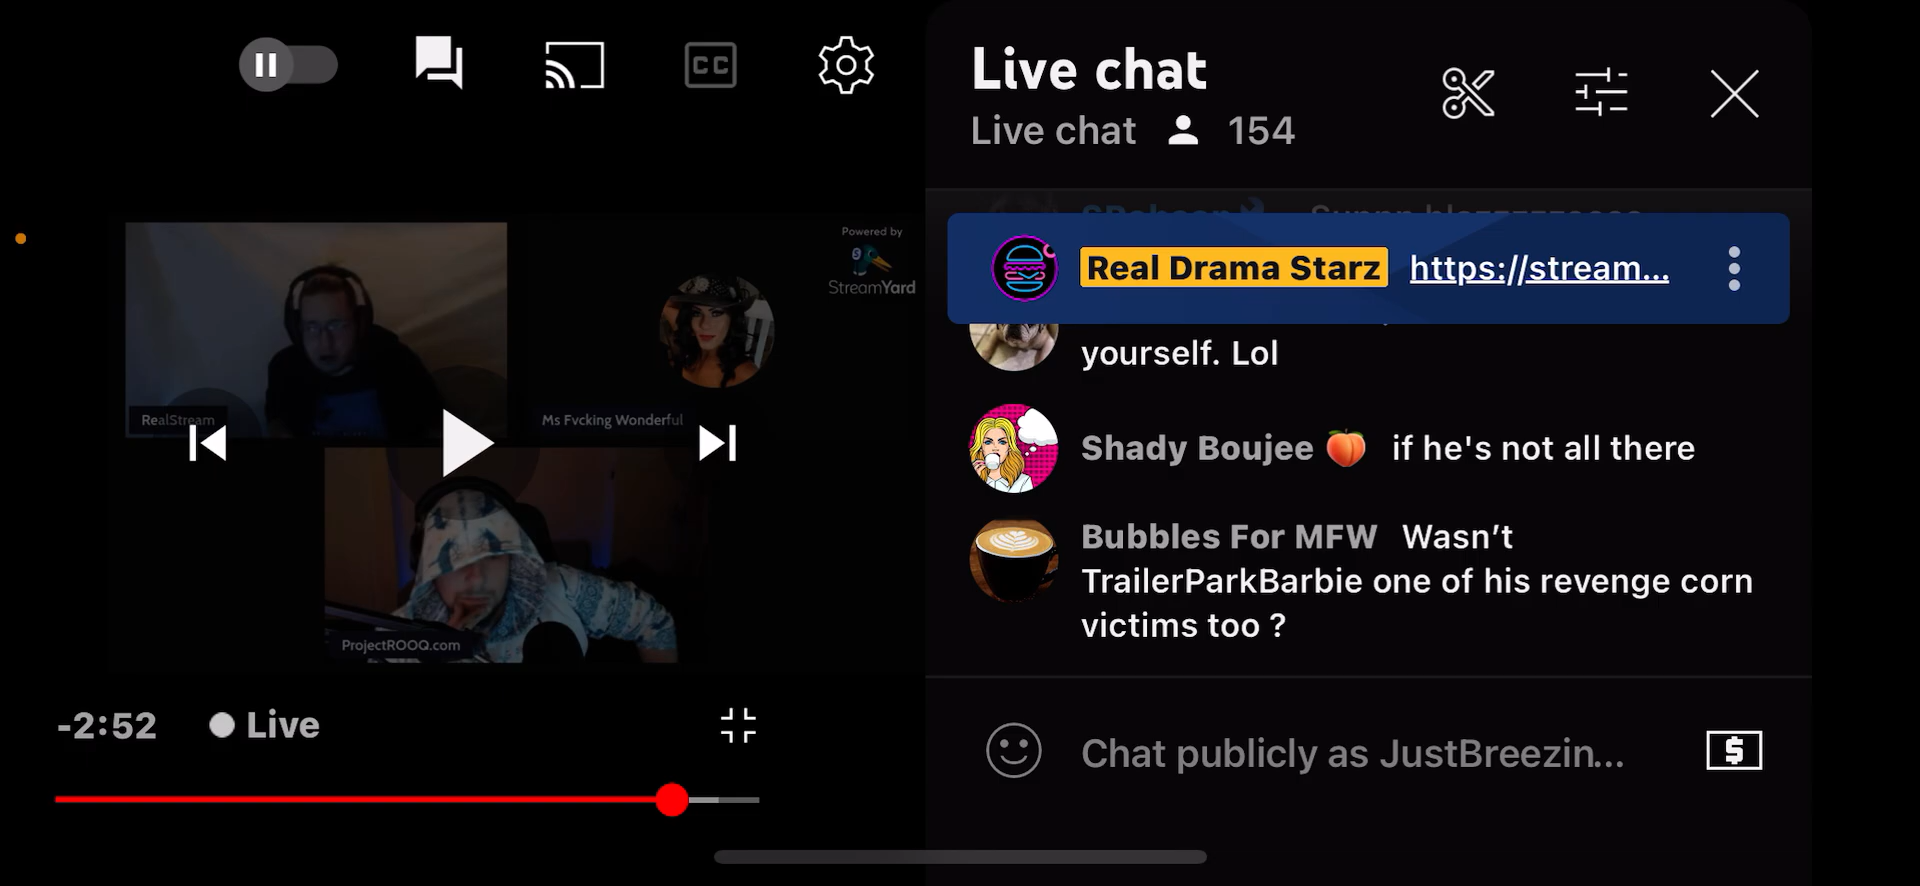 CC
Live chat
Live chat 154
Powered by
StreamYard
Real Drama Starz https://stream...
yourself. Lol
RealStream
Ms Fvcking Wonderful
Shady Boujee 🍑 if he's not all there
Bubbles For MFW Wasn’t
TrailerParkBarbie one of his revenge corn
victims too ?
ProjectROOQ.com
-2:52 Live
Chat publicly as JustBreezin...
$